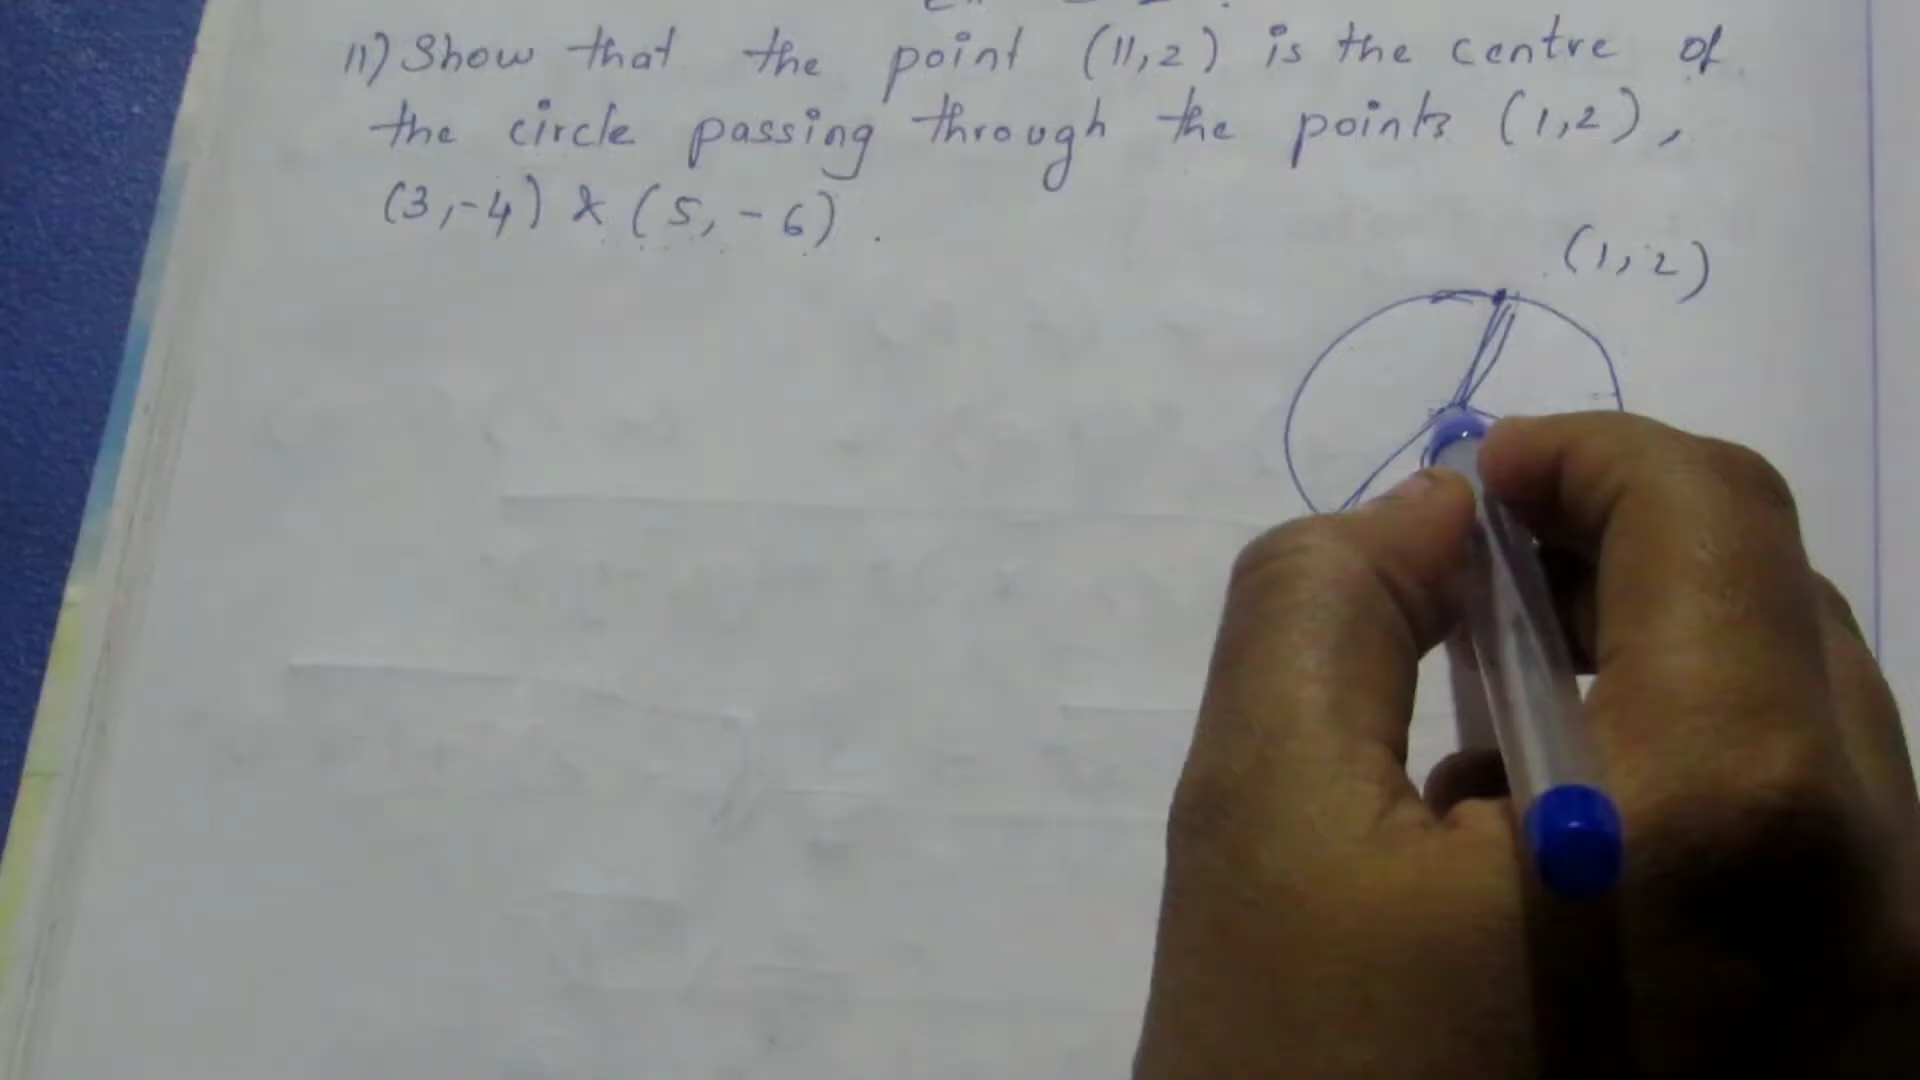 11) Show that the point (11,2) is the centre of
the circle passing through the points (1,2),
(3,-4) & (5,-6).
(1,2)